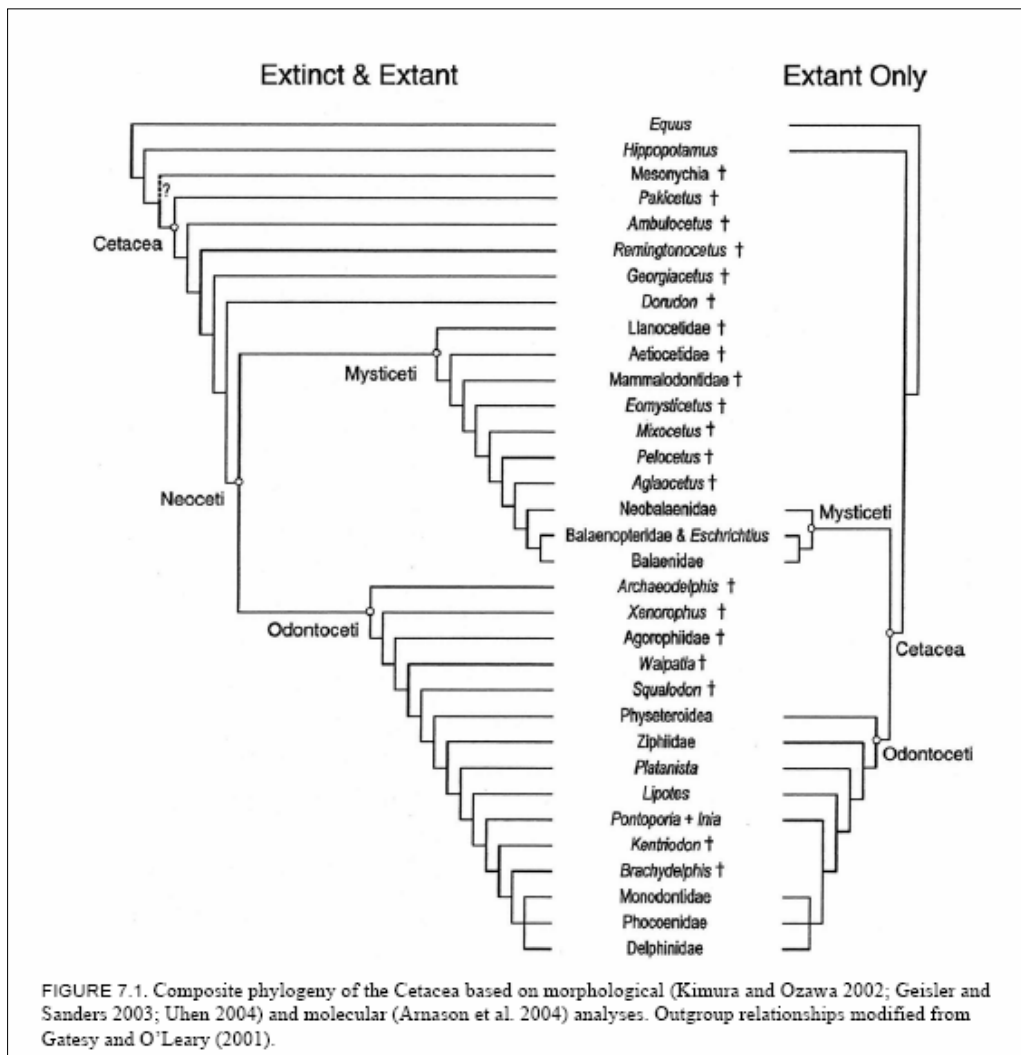 Extinct & Extant
Extant Only
Equus
Hippopotamus
Mesonychia †
?
Pakicetus †
Ambulocetus †
Cetacea
Remingtonocetus †
Georgiacetus †
Dorudon †
Llanocetidae †
Aetiocetidae †
Mysticeti
Mammalodontidae †
Eomysticetus †
Mixocetus †
Pelocetus †
Aglaocetus †
Neoceti
Neobalaenidae
Mysticeti
Balaenopteridae & Eschrichtius
Balaenidae
Archaeodelphis †
Xenorophus †
Odontoceti
Agorophiidae †
Cetacea
Waipatia †
Squalodon †
Physeteroidea
Ziphiidae
Odontoceti
Platanista
Lipotes
Pontoporia + Inia
Kentriodon †
Brachydelphis †
Monodontidae
Phocoenidae
Delphinidae
FIGURE 7.1. Composite phylogeny of the Cetacea based on morphological (Kimura and Ozawa 2002; Geisler and
Sanders 2003; Uhen 2004) and molecular (Arnason et al. 2004) analyses. Outgroup relationships modified from
Gatesy and O’Leary (2001).